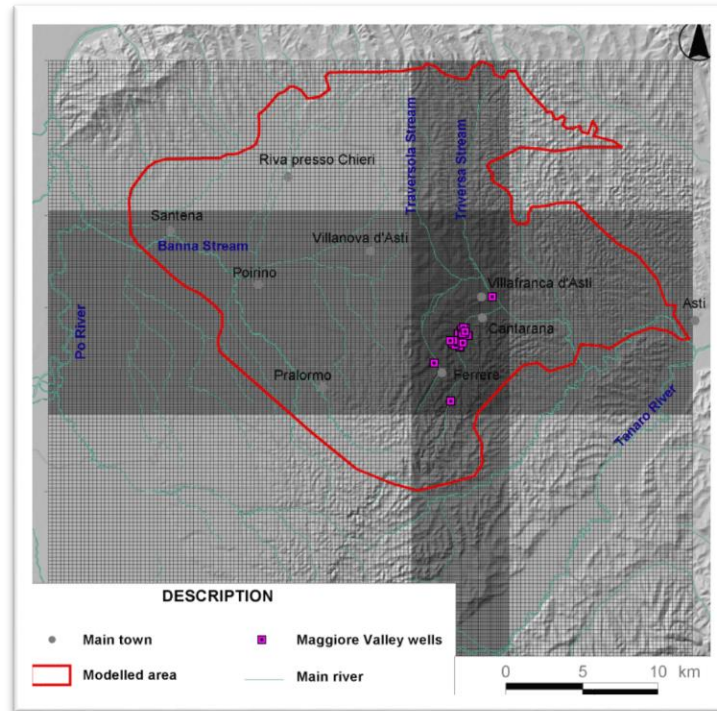 Traversola Stream
Triversa Stream
Riva presso Chieri
Santena
Banna Stream
Villanova d'Asti
Poirino
Villafranca d'Asti
Asti
Cantarana
Po River
Pralormo
Ferrere
Tanaro River
DESCRIPTION
Main town
Maggiore Valley wells
Modelled area
Main river
0 5 10 km